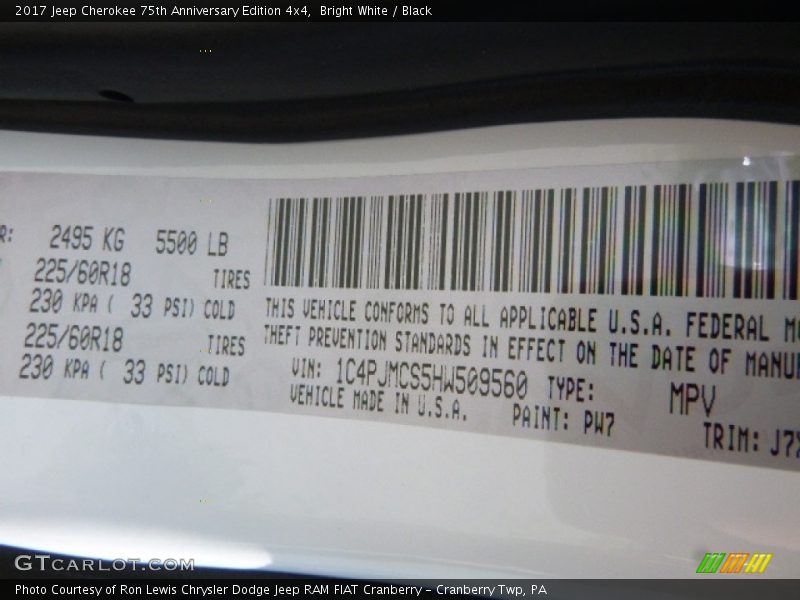 2017 Jeep Cherokee 75th Anniversary Edition 4x4,  Bright White / Black
R: 2495 KG 5500 LB
225/60R18 TIRES
230 KPA ( 33 PSI) COLD
225/60R18 TIRES
230 KPA ( 33 PSI) COLD
THIS VEHICLE CONFORMS TO ALL APPLICABLE U.S.A. FEDERAL
THEFT PREVENTION STANDARDS IN EFFECT ON THE DATE OF MANU
VIN: 1C4PJMCS5HW509560 TYPE: MPV
VEHICLE MADE IN U.S.A. PAINT: PW7
TRIM: J7
GTCARLOT.COM
Photo Courtesy of Ron Lewis Chrysler Dodge Jeep RAM FIAT Cranberry – Cranberry Twp, PA